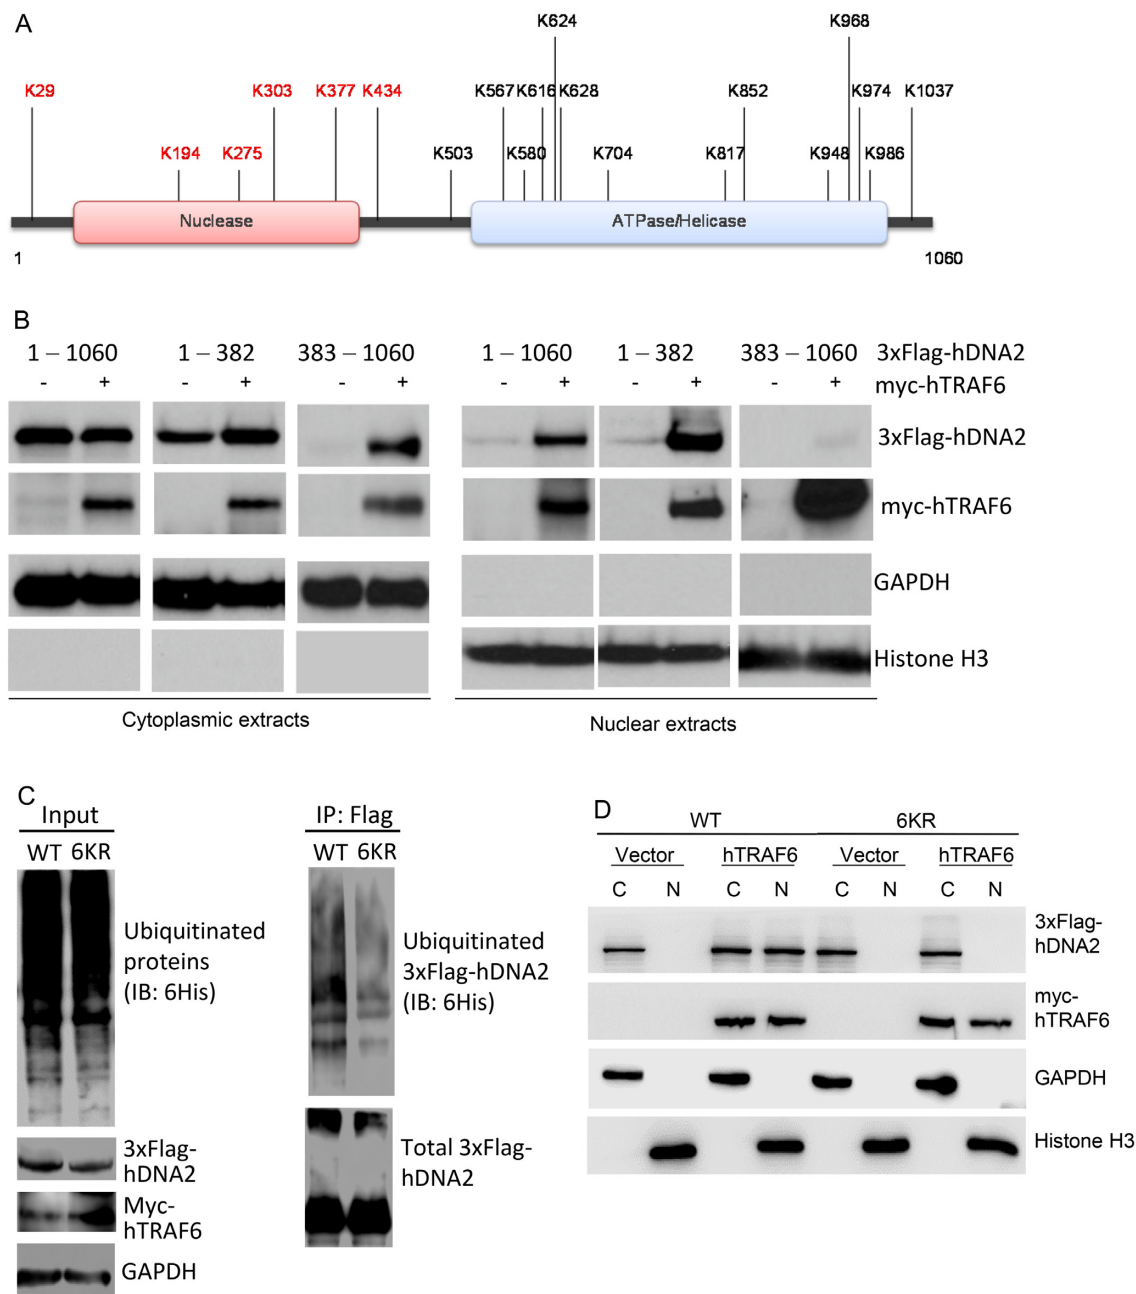 A
K624 K968
K29 K303 K377 K434 K567 K616 K628 K852 K974 K1037
K194 K275 K503 K580 K704 K817 K948 K986
Nuclease ATPase/Helicase
1 1060
B
1 – 1060 1 – 382 383 – 1060 1 – 1060 1 – 382 383 – 1060 3xFlag-hDNA2
- + - + - + - + - + - + myc-hTRAF6
3xFlag-hDNA2
myc-hTRAF6
GAPDH
Histone H3
Cytoplasmic extracts Nuclear extracts
C
Input IP: Flag
WT 6KR WT 6KR
Ubiquitinated
proteins
(IB: 6His)
Ubiquitinated
3xFlag-hDNA2
(IB: 6His)
3xFlag-
hDNA2
Myc-
hTRAF6
GAPDH
Total 3xFlag-
hDNA2
D
WT 6KR
Vector hTRAF6 Vector hTRAF6
C N C N C N C N
3xFlag-
hDNA2
myc-
hTRAF6
GAPDH
Histone H3